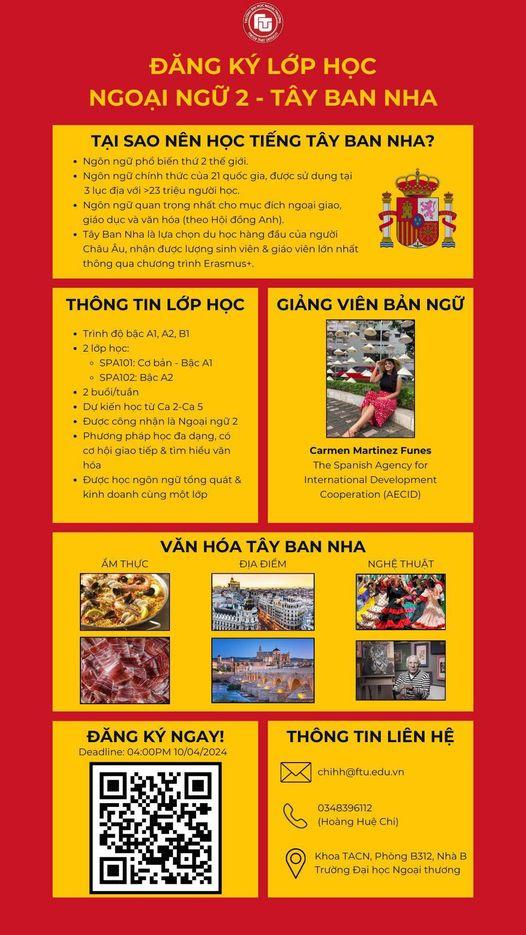 ĐĂNG KÝ LỚP HỌC
NGOẠI NGỮ 2 - TÂY BAN NHA
TẠI SAO NÊN HỌC TIẾNG TÂY BAN NHA?
• Ngôn ngữ phổ biến thứ 2 thế giới.
• Ngôn ngữ chính thức của 21 quốc gia, được sử dụng tại
3 lục địa với >23 triệu người học.
• Ngôn ngữ quan trọng nhất cho mục đích ngoại giao,
giáo dục và văn hóa (theo Hội đồng Anh).
• Tây Ban Nha là lựa chọn du học hàng đầu của người
Châu Âu, nhận được lượng sinh viên & giáo viên lớn nhất
thông qua chương trình Erasmus+.
THÔNG TIN LỚP HỌC
• Trình độ bậc A1, A2, B1
• 2 lớp học:
◦ SPA101: Cơ bản - Bậc A1
◦ SPA102: Bậc A2
• 2 buổi/tuần
• Dự kiến học từ Ca 2-Ca 5
• Được công nhận là Ngoại ngữ 2
• Phương pháp học đa dạng, có
cơ hội giao tiếp & tìm hiểu văn
hóa
• Được học ngôn ngữ tổng quát &
kinh doanh cùng một lớp
GIẢNG VIÊN BẢN NGỮ
Carmen Martinez Funes
The Spanish Agency for
International Development
Cooperation (AECID)
VĂN HÓA TÂY BAN NHA
ẨM THỰC
ĐỊA ĐIỂM
NGHỆ THUẬT
ĐĂNG KÝ NGAY!
Deadline: 04:00PM 10/04/2024
THÔNG TIN LIÊN HỆ
chihh@ftu.edu.vn
0348396112
(Hoàng Huệ Chi)
Khoa TACN, Phòng B312, Nhà B
Trường Đại học Ngoại thương